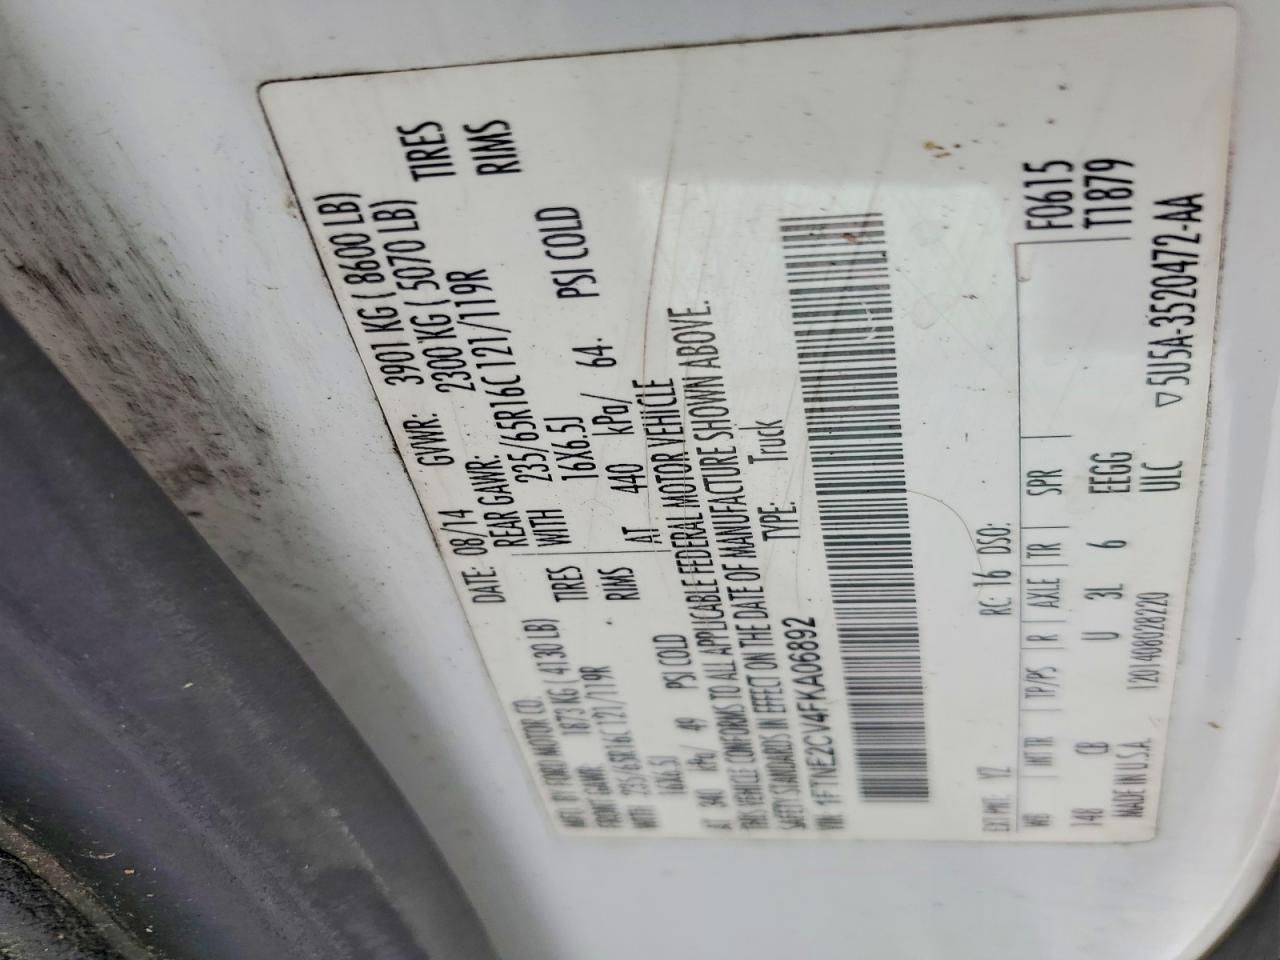 MFD. BY FORD MOTOR CO.
DATE: 08/14 GVWR: 3901 KG ( 8600 LB)
FRONT GAWR: 1873 KG ( 4130 LB) REAR GAWR: 2300 KG ( 5070 LB)
WITH 235/65R16C 121/119R TIRES WITH 235/65R16C 121/119R TIRES
16X6.5J RIMS 16X6.5J RIMS
AT 340 kPa/ 49 PSI COLD AT 440 kPa/ 64. PSI COLD
THIS VEHICLE CONFORMS TO ALL APPLICABLE FEDERAL MOTOR VEHICLE
SAFETY STANDARDS IN EFFECT ON THE DATE OF MANUFACTURE SHOWN ABOVE.
VIN: 1FTNE2CV4FKA06892 TYPE: Truck
EXT PNT: YZ RC: 16 DSO:
F0615
T1879
WB INT TR TP/PS R AXLE TR SPR
148 CB U 3L 6 EEGG
MADE IN U.S.A. 1201408028220 ULC
▽5U5A-3520472-AA